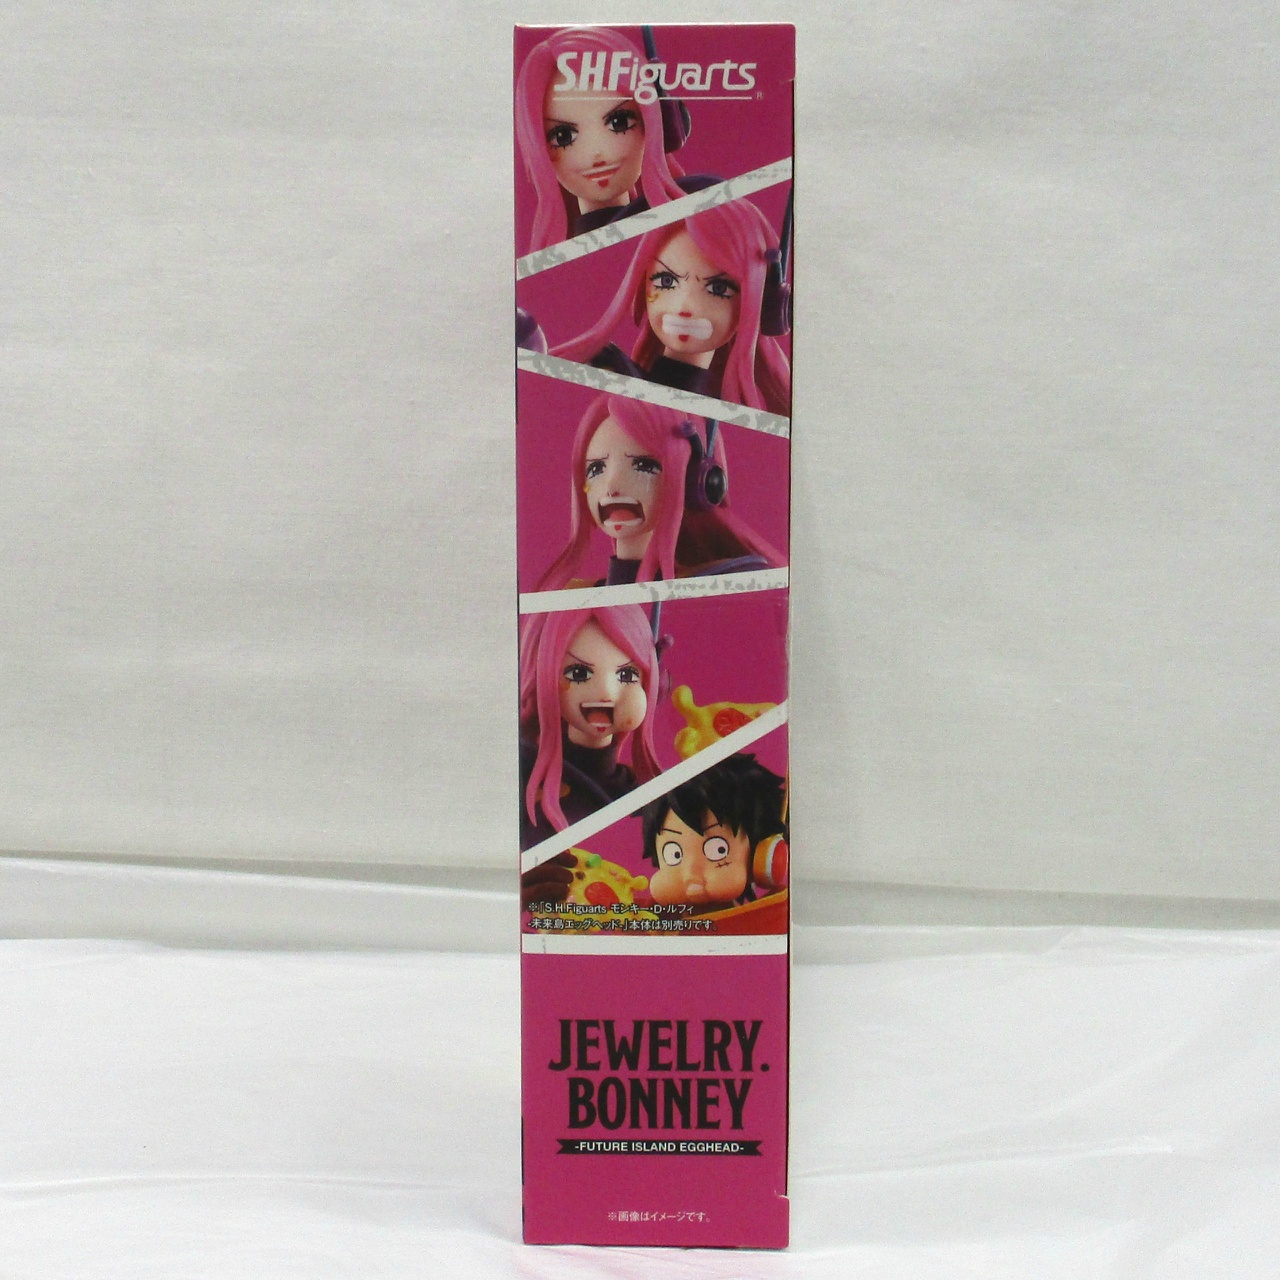 S.H.Figuarts
※「S.H.Figuarts モンキー・D・ルフィ
-未来島エッグヘッド-」本体は別売りです。
JEWELRY.
BONNEY
-FUTURE ISLAND EGGHEAD-
※画像はイメージです。